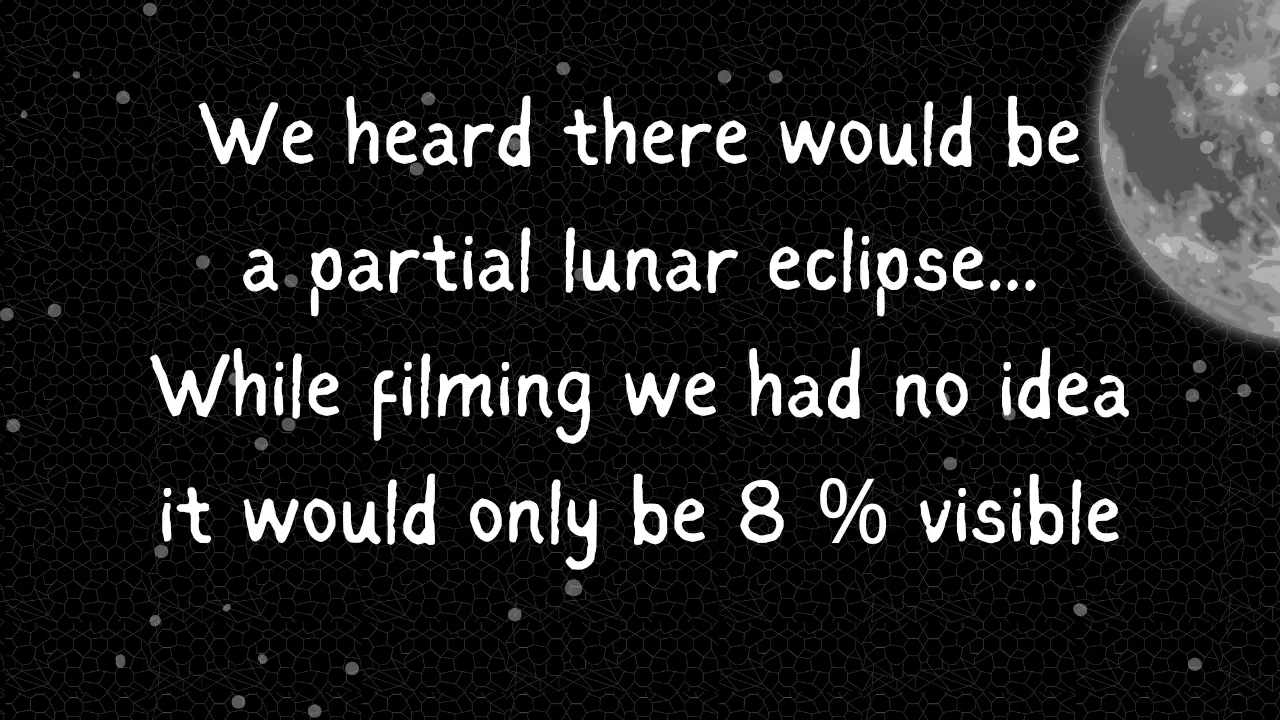 We heard there would be
a partial lunar eclipse...
While filming we had no idea
it would only be 8 % visible